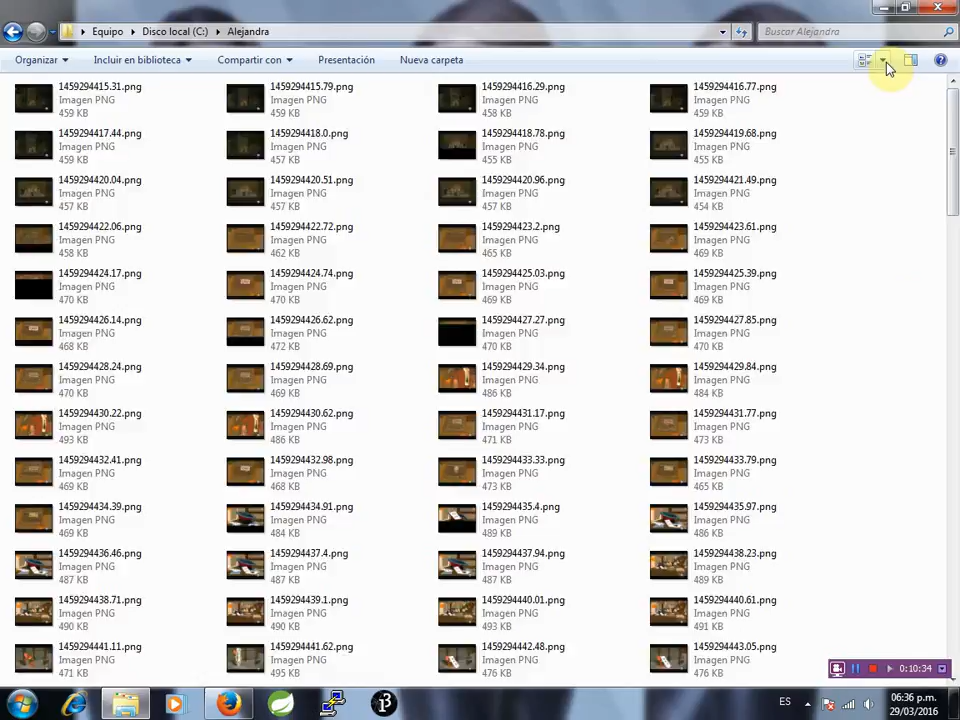 Equipo ▸ Disco local (C:) ▸ Alejandra
Buscar Alejandra
Organizar Incluir en biblioteca Compartir con Presentación Nueva carpeta
1459294415.31.png 1459294415.79.png 1459294416.29.png 1459294416.77.png
Imagen PNG Imagen PNG Imagen PNG Imagen PNG
459 KB 459 KB 458 KB 459 KB
1459294417.44.png 1459294418.0.png 1459294418.78.png 1459294419.68.png
Imagen PNG Imagen PNG Imagen PNG Imagen PNG
459 KB 457 KB 455 KB 455 KB
1459294420.04.png 1459294420.51.png 1459294420.96.png 1459294421.49.png
Imagen PNG Imagen PNG Imagen PNG Imagen PNG
457 KB 457 KB 457 KB 454 KB
1459294422.06.png 1459294422.72.png 1459294423.2.png 1459294423.61.png
Imagen PNG Imagen PNG Imagen PNG Imagen PNG
458 KB 462 KB 465 KB 469 KB
1459294424.17.png 1459294424.74.png 1459294425.03.png 1459294425.39.png
Imagen PNG Imagen PNG Imagen PNG Imagen PNG
470 KB 470 KB 469 KB 469 KB
1459294426.14.png 1459294426.62.png 1459294427.27.png 1459294427.85.png
Imagen PNG Imagen PNG Imagen PNG Imagen PNG
468 KB 472 KB 470 KB 470 KB
1459294428.24.png 1459294428.69.png 1459294429.34.png 1459294429.84.png
Imagen PNG Imagen PNG Imagen PNG Imagen PNG
470 KB 469 KB 486 KB 484 KB
1459294430.22.png 1459294430.62.png 1459294431.17.png 1459294431.77.png
Imagen PNG Imagen PNG Imagen PNG Imagen PNG
493 KB 486 KB 471 KB 473 KB
1459294432.41.png 1459294432.98.png 1459294433.33.png 1459294433.79.png
Imagen PNG Imagen PNG Imagen PNG Imagen PNG
469 KB 468 KB 473 KB 465 KB
1459294434.39.png 1459294434.91.png 1459294435.4.png 1459294435.97.png
Imagen PNG Imagen PNG Imagen PNG Imagen PNG
469 KB 484 KB 489 KB 486 KB
1459294436.46.png 1459294437.4.png 1459294437.94.png 1459294438.23.png
Imagen PNG Imagen PNG Imagen PNG Imagen PNG
487 KB 487 KB 487 KB 489 KB
1459294438.71.png 1459294439.1.png 1459294440.01.png 1459294440.61.png
Imagen PNG Imagen PNG Imagen PNG Imagen PNG
490 KB 490 KB 493 KB 491 KB
1459294441.11.png 1459294441.62.png 1459294442.48.png 1459294443.05.png
Imagen PNG Imagen PNG Imagen PNG Imagen PNG
471 KB 495 KB 476 KB 476 KB
0:10:34
ES
06:36 p.m.
29/03/2016